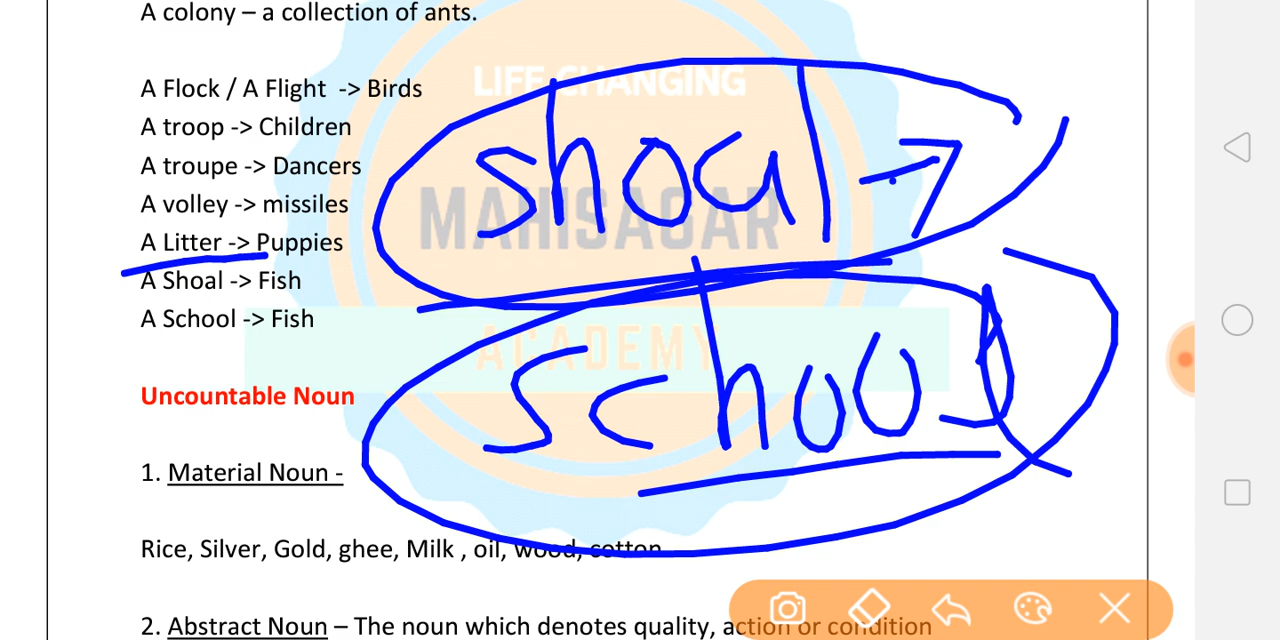 A colony – a collection of ants.
LIFE CHANGING
A Flock / A Flight -> Birds
A troop -> Children
A troupe -> Dancers
shoal ->
A volley -> missiles
MAHISAGAR
A Litter -> Puppies
A Shoal -> Fish
A School -> Fish
ACADEMY
School
Uncountable Noun
1. Material Noun -
Rice, Silver, Gold, ghee, Milk , oil, wood, cotton
2. Abstract Noun – The noun which denotes quality, action or condition